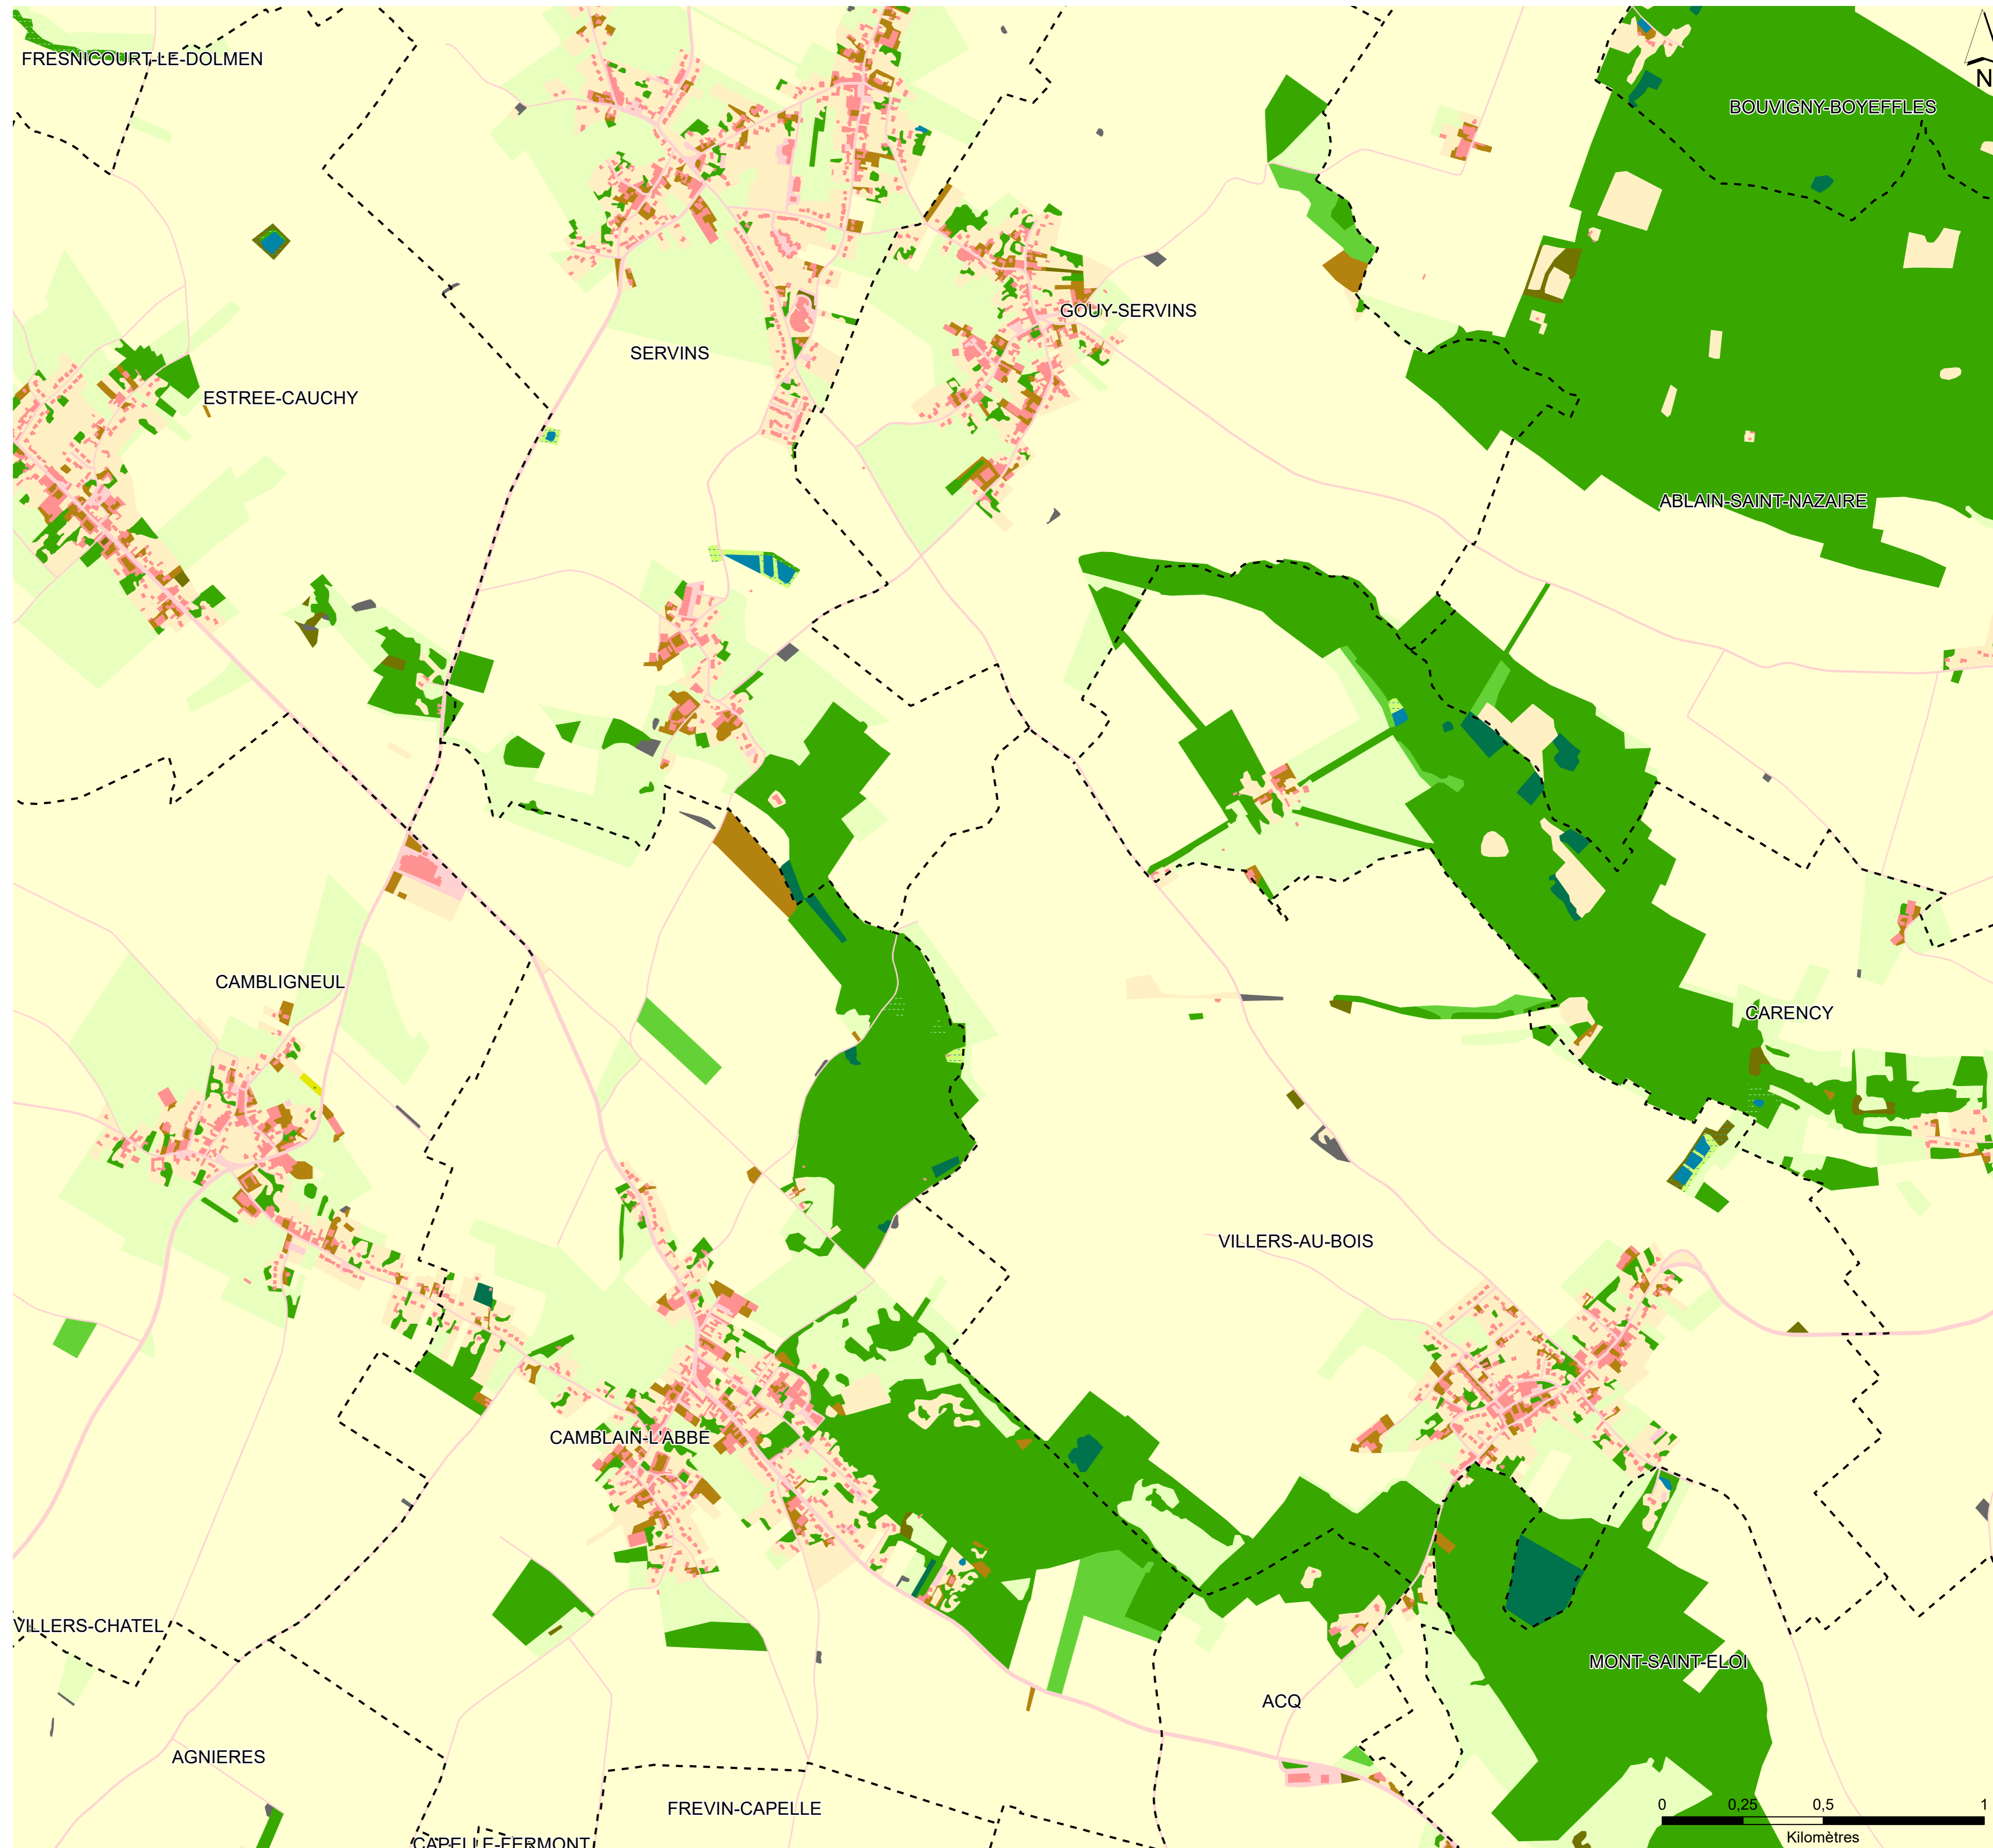 FRESNICOURT-LE-DOLMEN
N
BOUVIGNY-BOYEFFLES
GOUY-SERVINS
SERVINS
ESTREE-CAUCHY
ABLAIN-SAINT-NAZAIRE
CAMBLIGNEUL
CARENCY
VILLERS-AU-BOIS
CAMBLAIN-L'ABBE
VILLERS-CHATEL
MONT-SAINT-ELOI
ACQ
AGNIERES
FREVIN-CAPELLE
CAPELLE-FERMONT
0 0,25 0,5 1
Kilomètres